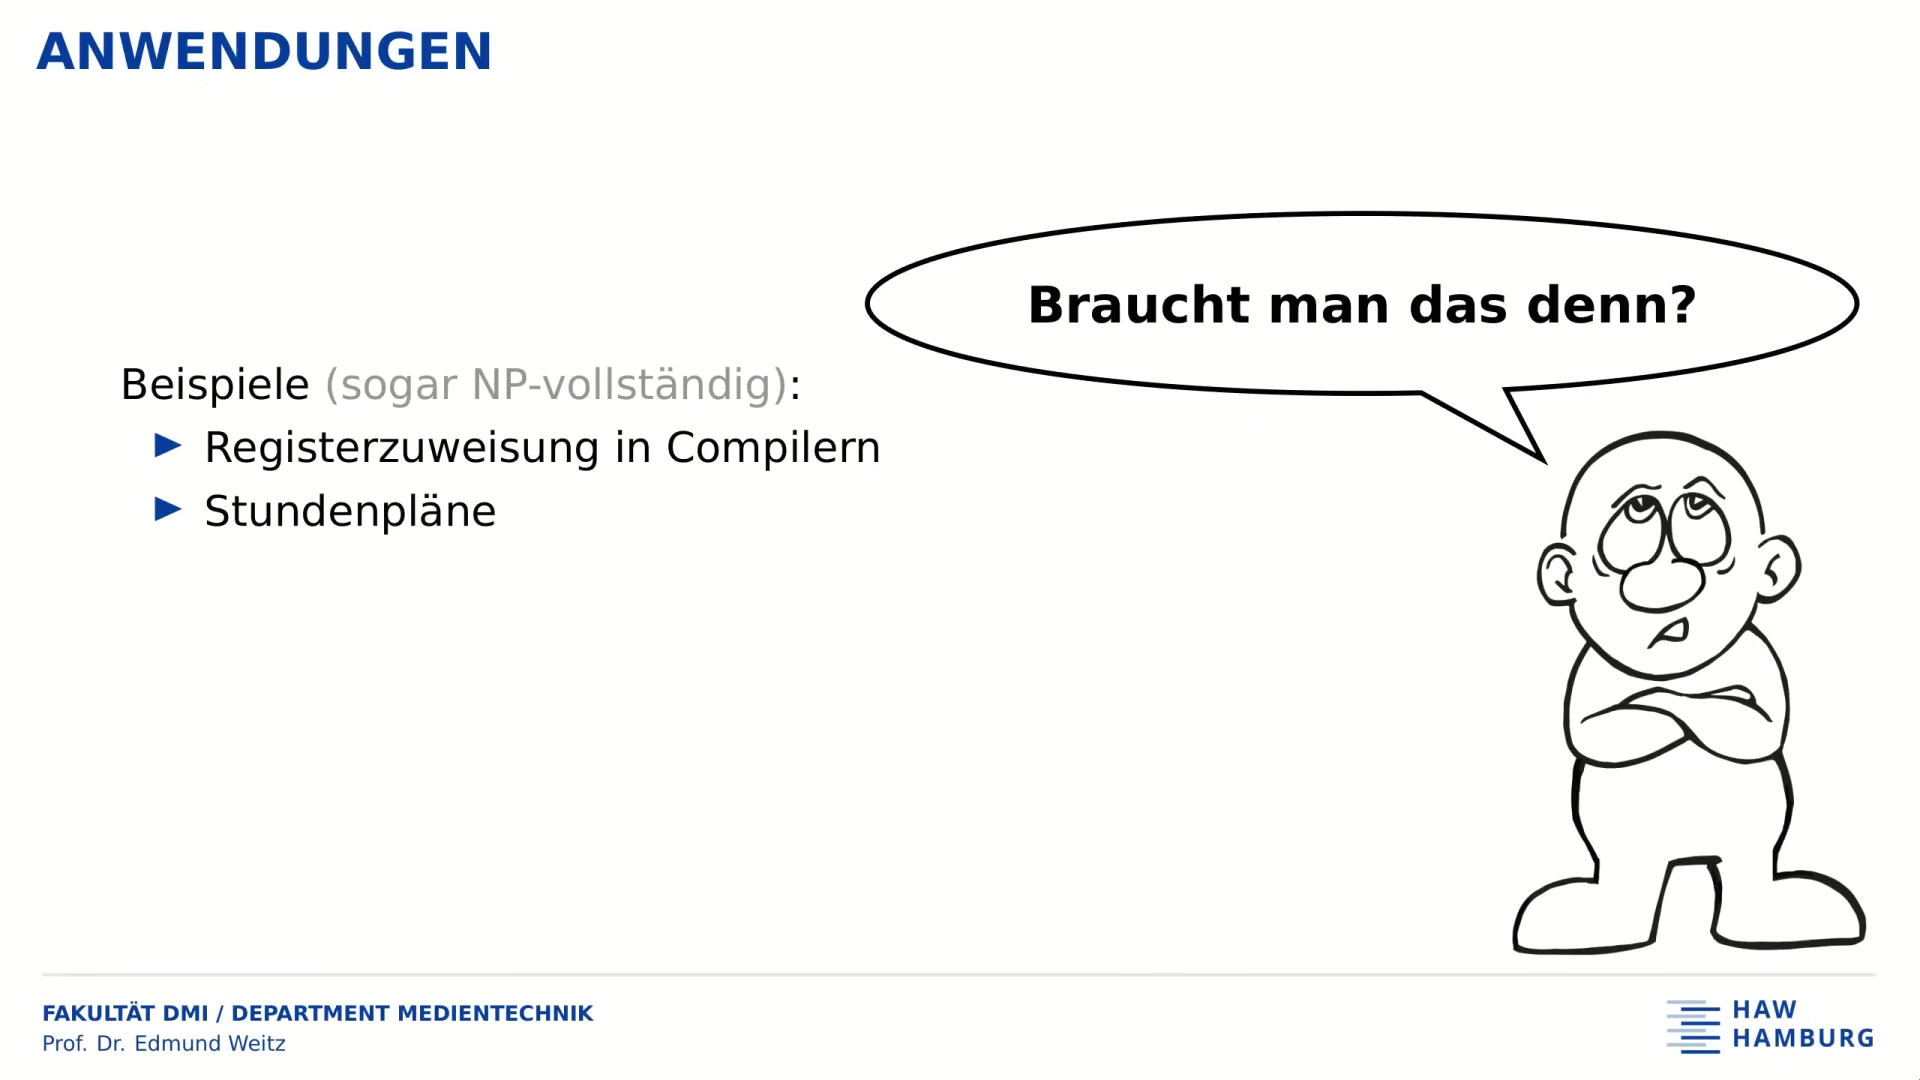 ANWENDUNGEN
Braucht man das denn?
Beispiele (sogar NP-vollständig):
Registerzuweisung in Compilern
Stundenpläne
FAKULTÄT DMI / DEPARTMENT MEDIENTECHNIK
Prof. Dr. Edmund Weitz
HAW
HAMBURG